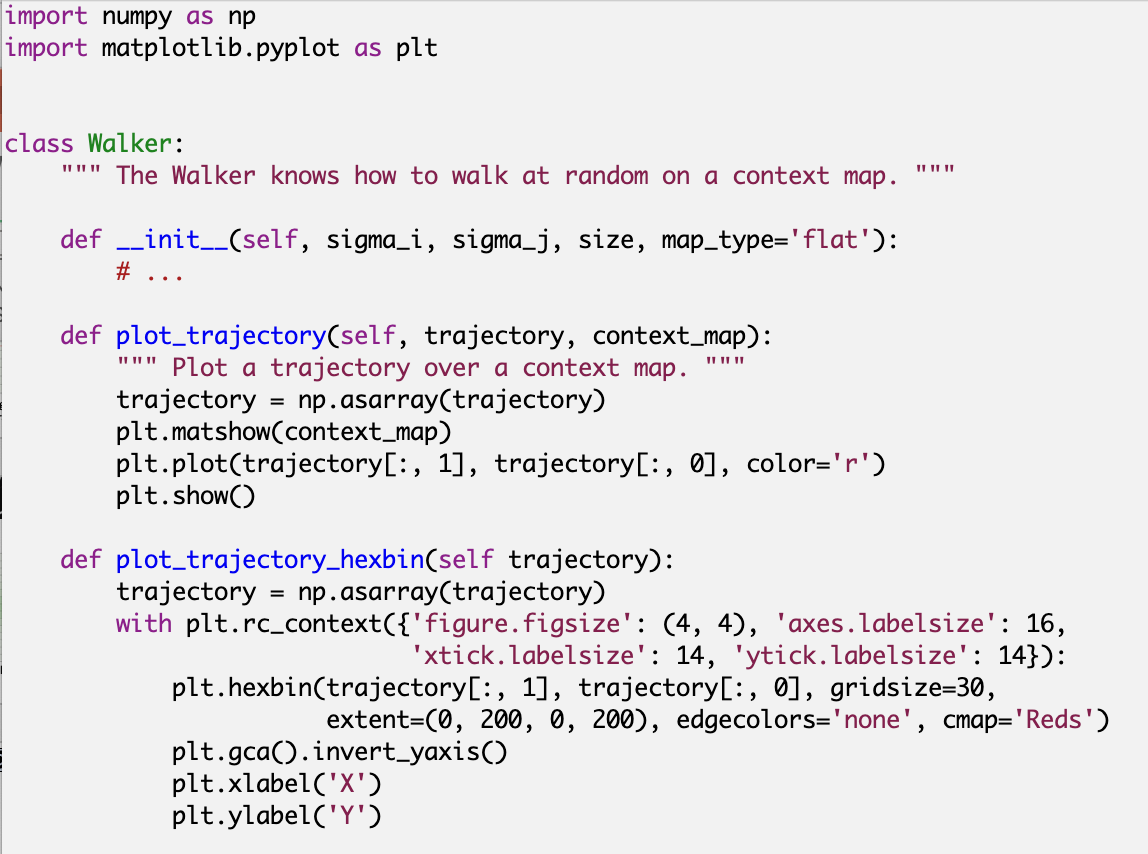 import numpy as np
import matplotlib.pyplot as plt
class Walker:
    """ The Walker knows how to walk at random on a context map. """
    def __init__(self, sigma_i, sigma_j, size, map_type='flat'):
        # ...
    def plot_trajectory(self, trajectory, context_map):
        """ Plot a trajectory over a context map. """
        trajectory = np.asarray(trajectory)
        plt.matshow(context_map)
        plt.plot(trajectory[:, 1], trajectory[:, 0], color='r')
        plt.show()
    def plot_trajectory_hexbin(self trajectory):
        trajectory = np.asarray(trajectory)
        with plt.rc_context({'figure.figsize': (4, 4), 'axes.labelsize': 16,
                             'xtick.labelsize': 14, 'ytick.labelsize': 14}):
            plt.hexbin(trajectory[:, 1], trajectory[:, 0], gridsize=30,
                       extent=(0, 200, 0, 200), edgecolors='none', cmap='Reds')
            plt.gca().invert_yaxis()
            plt.xlabel('X')
            plt.ylabel('Y')